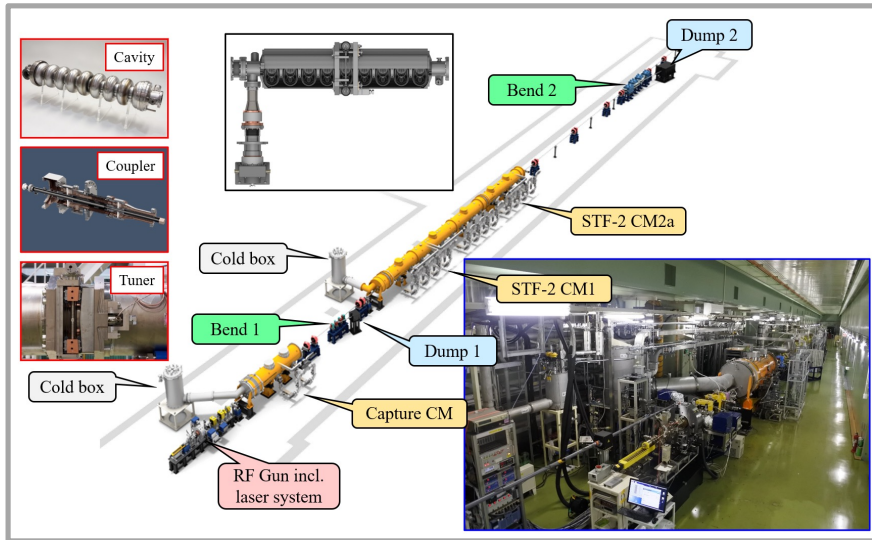 Cavity
Coupler
Tuner
Dump 2
Bend 2
STF-2 CM2a
Cold box
STF-2 CM1
Bend 1
Dump 1
Cold box
Capture CM
RF Gun incl.
laser system